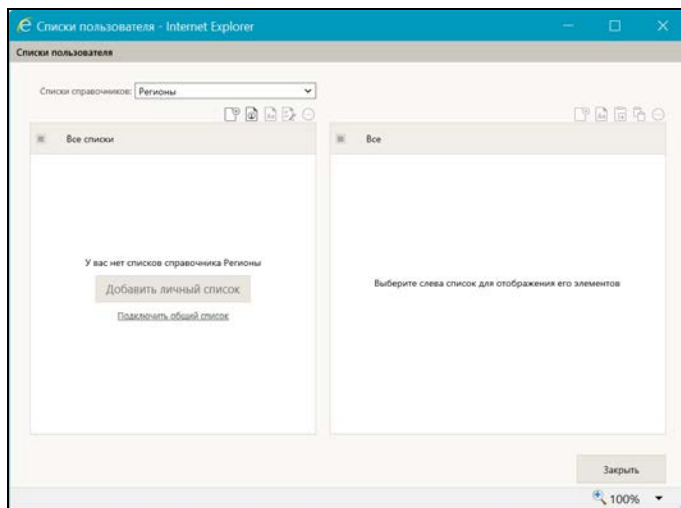 Списки пользователя - Internet Explorer
Списки пользователя
Списки справочников: Регионы
Все списки
Все
У вас нет списков справочника Регионы
Добавить личный список
Подключить общий список
Выберите слева список для отображения его элементов
Закрыть
100%